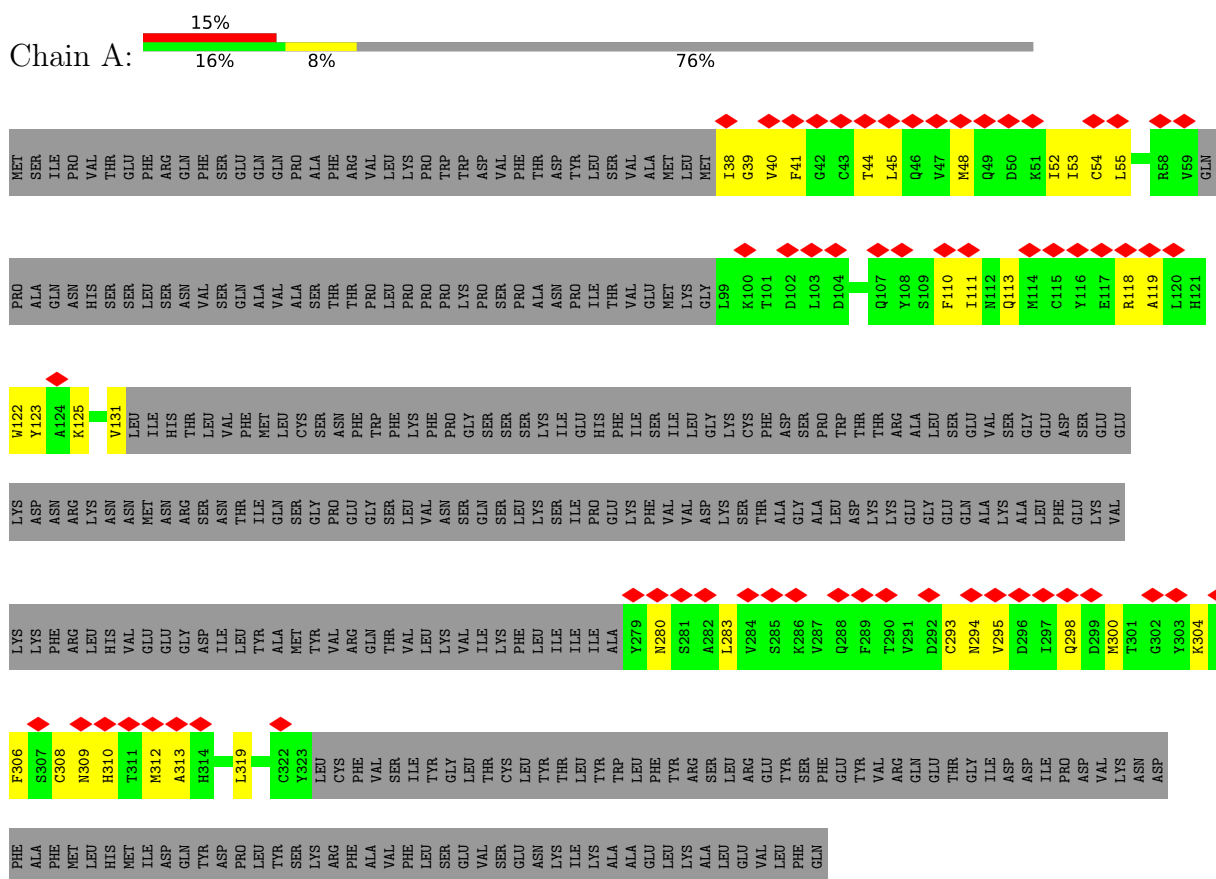 15%
Chain A:
16% 8% 76%
MET SER ILE PRO VAL THR GLU PHE ARG GLN PHE SER GLU GLN GLN PRO ALA PHE ARG VAL LEU LYS PRO TRP TRP ASP VAL PHE THR ASP TYR LEU SER VAL ALA MET LEU MET I38 G39 V40 F41 G42 C43 T44 L45 Q46 V47 M48 Q49 D50 K51 I52 I53 C54 L55 R58 V59 GLN
PRO ALA GLN ASN HIS SER SER LEU SER ASN VAL SER GLN ALA VAL ALA SER THR THR PRO LEU PRO PRO PRO LYS PRO SER PRO ALA ASN PRO ILE THR VAL GLU MET LYS GLY L99 K100 T101 D102 L103 D104 Q107 Y108 S109 F110 I111 N112 Q113 M114 C115 Y116 E117 R118 A119 L120 H121
W122 Y123 A124 K125 V131 LEU ILE HIS THR LEU VAL PHE MET LEU CYS SER ASN PHE TRP PHE LYS PHE PRO GLY SER SER SER LYS ILE GLU HIS PHE ILE SER ILE LEU GLY LYS CYS PHE ASP SER PRO TRP THR THR ARG ALA LEU SER GLU VAL SER GLY GLU ASP SER GLU GLU
LYS ASP ASN ARG LYS ASN ASN MET ASN ARG SER ASN THR ILE GLN SER GLY PRO GLU GLY SER LEU VAL ASN SER GLN SER LEU LYS SER ILE PRO GLU LYS PHE VAL VAL ASP LYS SER THR ALA GLY ALA LEU ASP LYS LYS GLU GLY GLU GLN ALA LYS ALA LEU PHE GLU LYS VAL
LYS LYS PHE ARG LEU HIS VAL GLU GLU GLY ASP ILE LEU TYR ALA MET TYR VAL ARG GLN THR VAL LEU LYS VAL ILE LYS PHE LEU ILE ILE ILE ILE ALA Y279 N280 S281 A282 L283 V284 S285 K286 V287 Q288 F289 T290 V291 D292 C293 N294 V295 D296 I297 Q298 D299 M300 T301 G302 Y303 K304
F306 S307 C308 N309 H310 T311 M312 A313 H314 L319 C322 Y323 LEU CYS PHE VAL SER ILE TYR GLY LEU THR CYS LEU TYR THR LEU TYR TRP LEU PHE TYR ARG SER LEU ARG GLU TYR SER PHE GLU TYR VAL ARG GLN GLU THR GLY ILE ASP ASP ILE PRO ASP VAL LYS ASN ASP
PHE ALA PHE MET LEU HIS MET ILE ASP GLN TYR ASP PRO LEU TYR SER LYS ARG PHE ALA VAL PHE LEU SER GLU VAL SER GLU ASN LYS ILE LYS ALA ALA GLU LEU LYS ALA LEU GLU VAL LEU PHE GLN